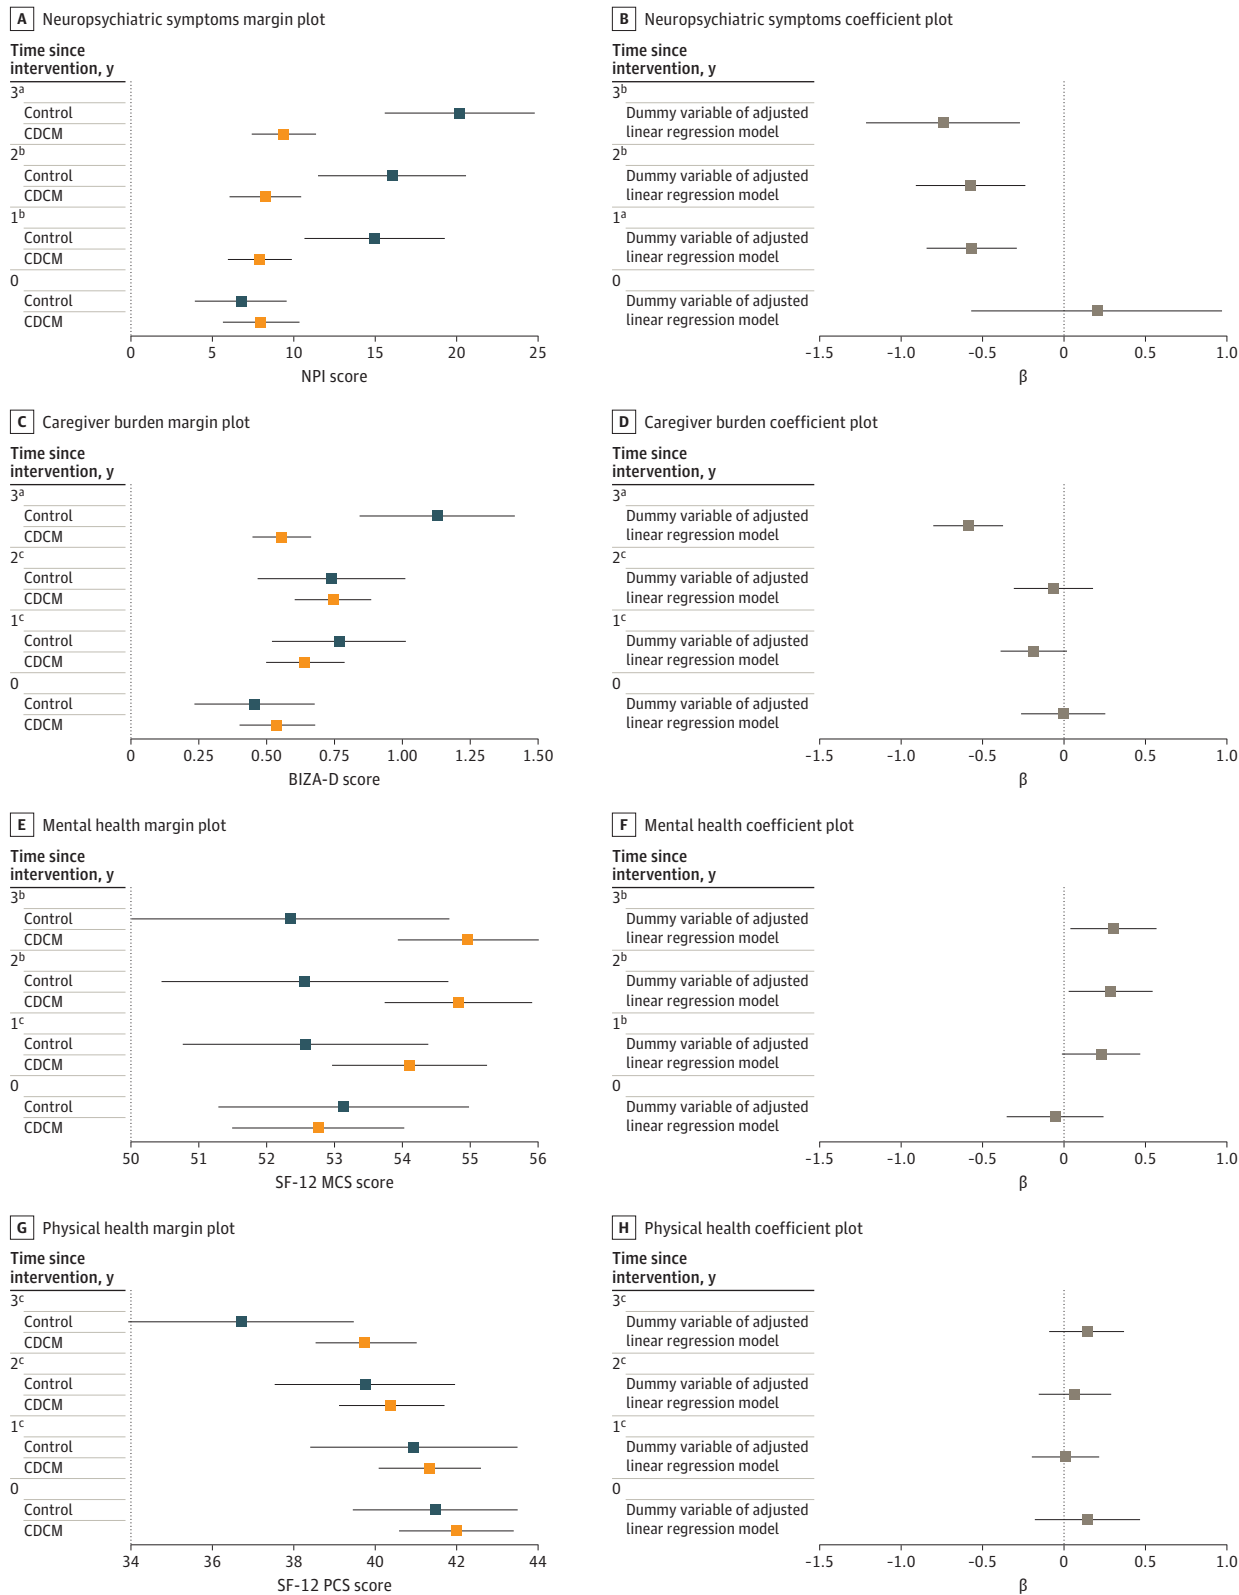 A Neuropsychiatric symptoms margin plot
Time since
intervention, y
3a
Control
CDCM
2b
Control
CDCM
1b
Control
CDCM
0
Control
CDCM
0 5 10 15 20 25
NPI score
B Neuropsychiatric symptoms coefficient plot
Time since
intervention, y
3b
Dummy variable of adjusted
linear regression model
2b
Dummy variable of adjusted
linear regression model
1a
Dummy variable of adjusted
linear regression model
0
Dummy variable of adjusted
linear regression model
-1.5 -1.0 -0.5 0 0.5 1.0
β
C Caregiver burden margin plot
Time since
intervention, y
3a
Control
CDCM
2c
Control
CDCM
1c
Control
CDCM
0
Control
CDCM
0 0.25 0.50 0.75 1.00 1.25 1.50
BIZA-D score
D Caregiver burden coefficient plot
Time since
intervention, y
3a
Dummy variable of adjusted
linear regression model
2c
Dummy variable of adjusted
linear regression model
1c
Dummy variable of adjusted
linear regression model
0
Dummy variable of adjusted
linear regression model
-1.5 -1.0 -0.5 0 0.5 1.0
β
E Mental health margin plot
Time since
intervention, y
3b
Control
CDCM
2b
Control
CDCM
1c
Control
CDCM
0
Control
CDCM
50 51 52 53 54 55 56
SF-12 MCS score
F Mental health coefficient plot
Time since
intervention, y
3b
Dummy variable of adjusted
linear regression model
2b
Dummy variable of adjusted
linear regression model
1b
Dummy variable of adjusted
linear regression model
0
Dummy variable of adjusted
linear regression model
-1.5 -1.0 -0.5 0 0.5 1.0
β
G Physical health margin plot
Time since
intervention, y
3c
Control
CDCM
2c
Control
CDCM
1c
Control
CDCM
0
Control
CDCM
34 36 38 40 42 44
SF-12 PCS score
H Physical health coefficient plot
Time since
intervention, y
3c
Dummy variable of adjusted
linear regression model
2c
Dummy variable of adjusted
linear regression model
1c
Dummy variable of adjusted
linear regression model
0
Dummy variable of adjusted
linear regression model
-1.5 -1.0 -0.5 0 0.5 1.0
β